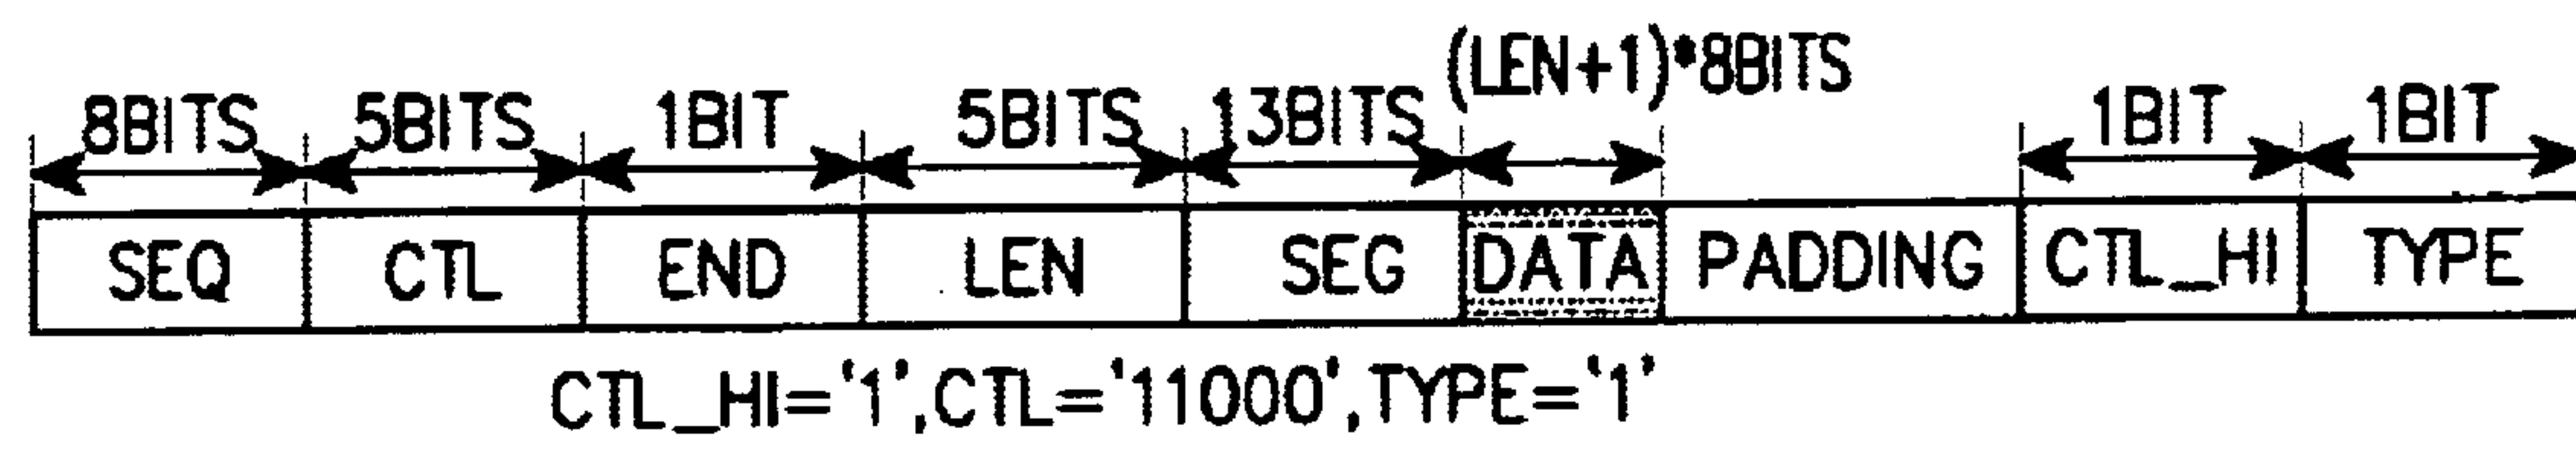 (LEN+1)*8BITS
8BITS 5BITS 1BIT 5BITS 13BITS 1BIT 1BIT
SEQ CTL END LEN SEG DATA PADDING CTL_HI TYPE
CTL_HI='1',CTL='11000',TYPE='1'